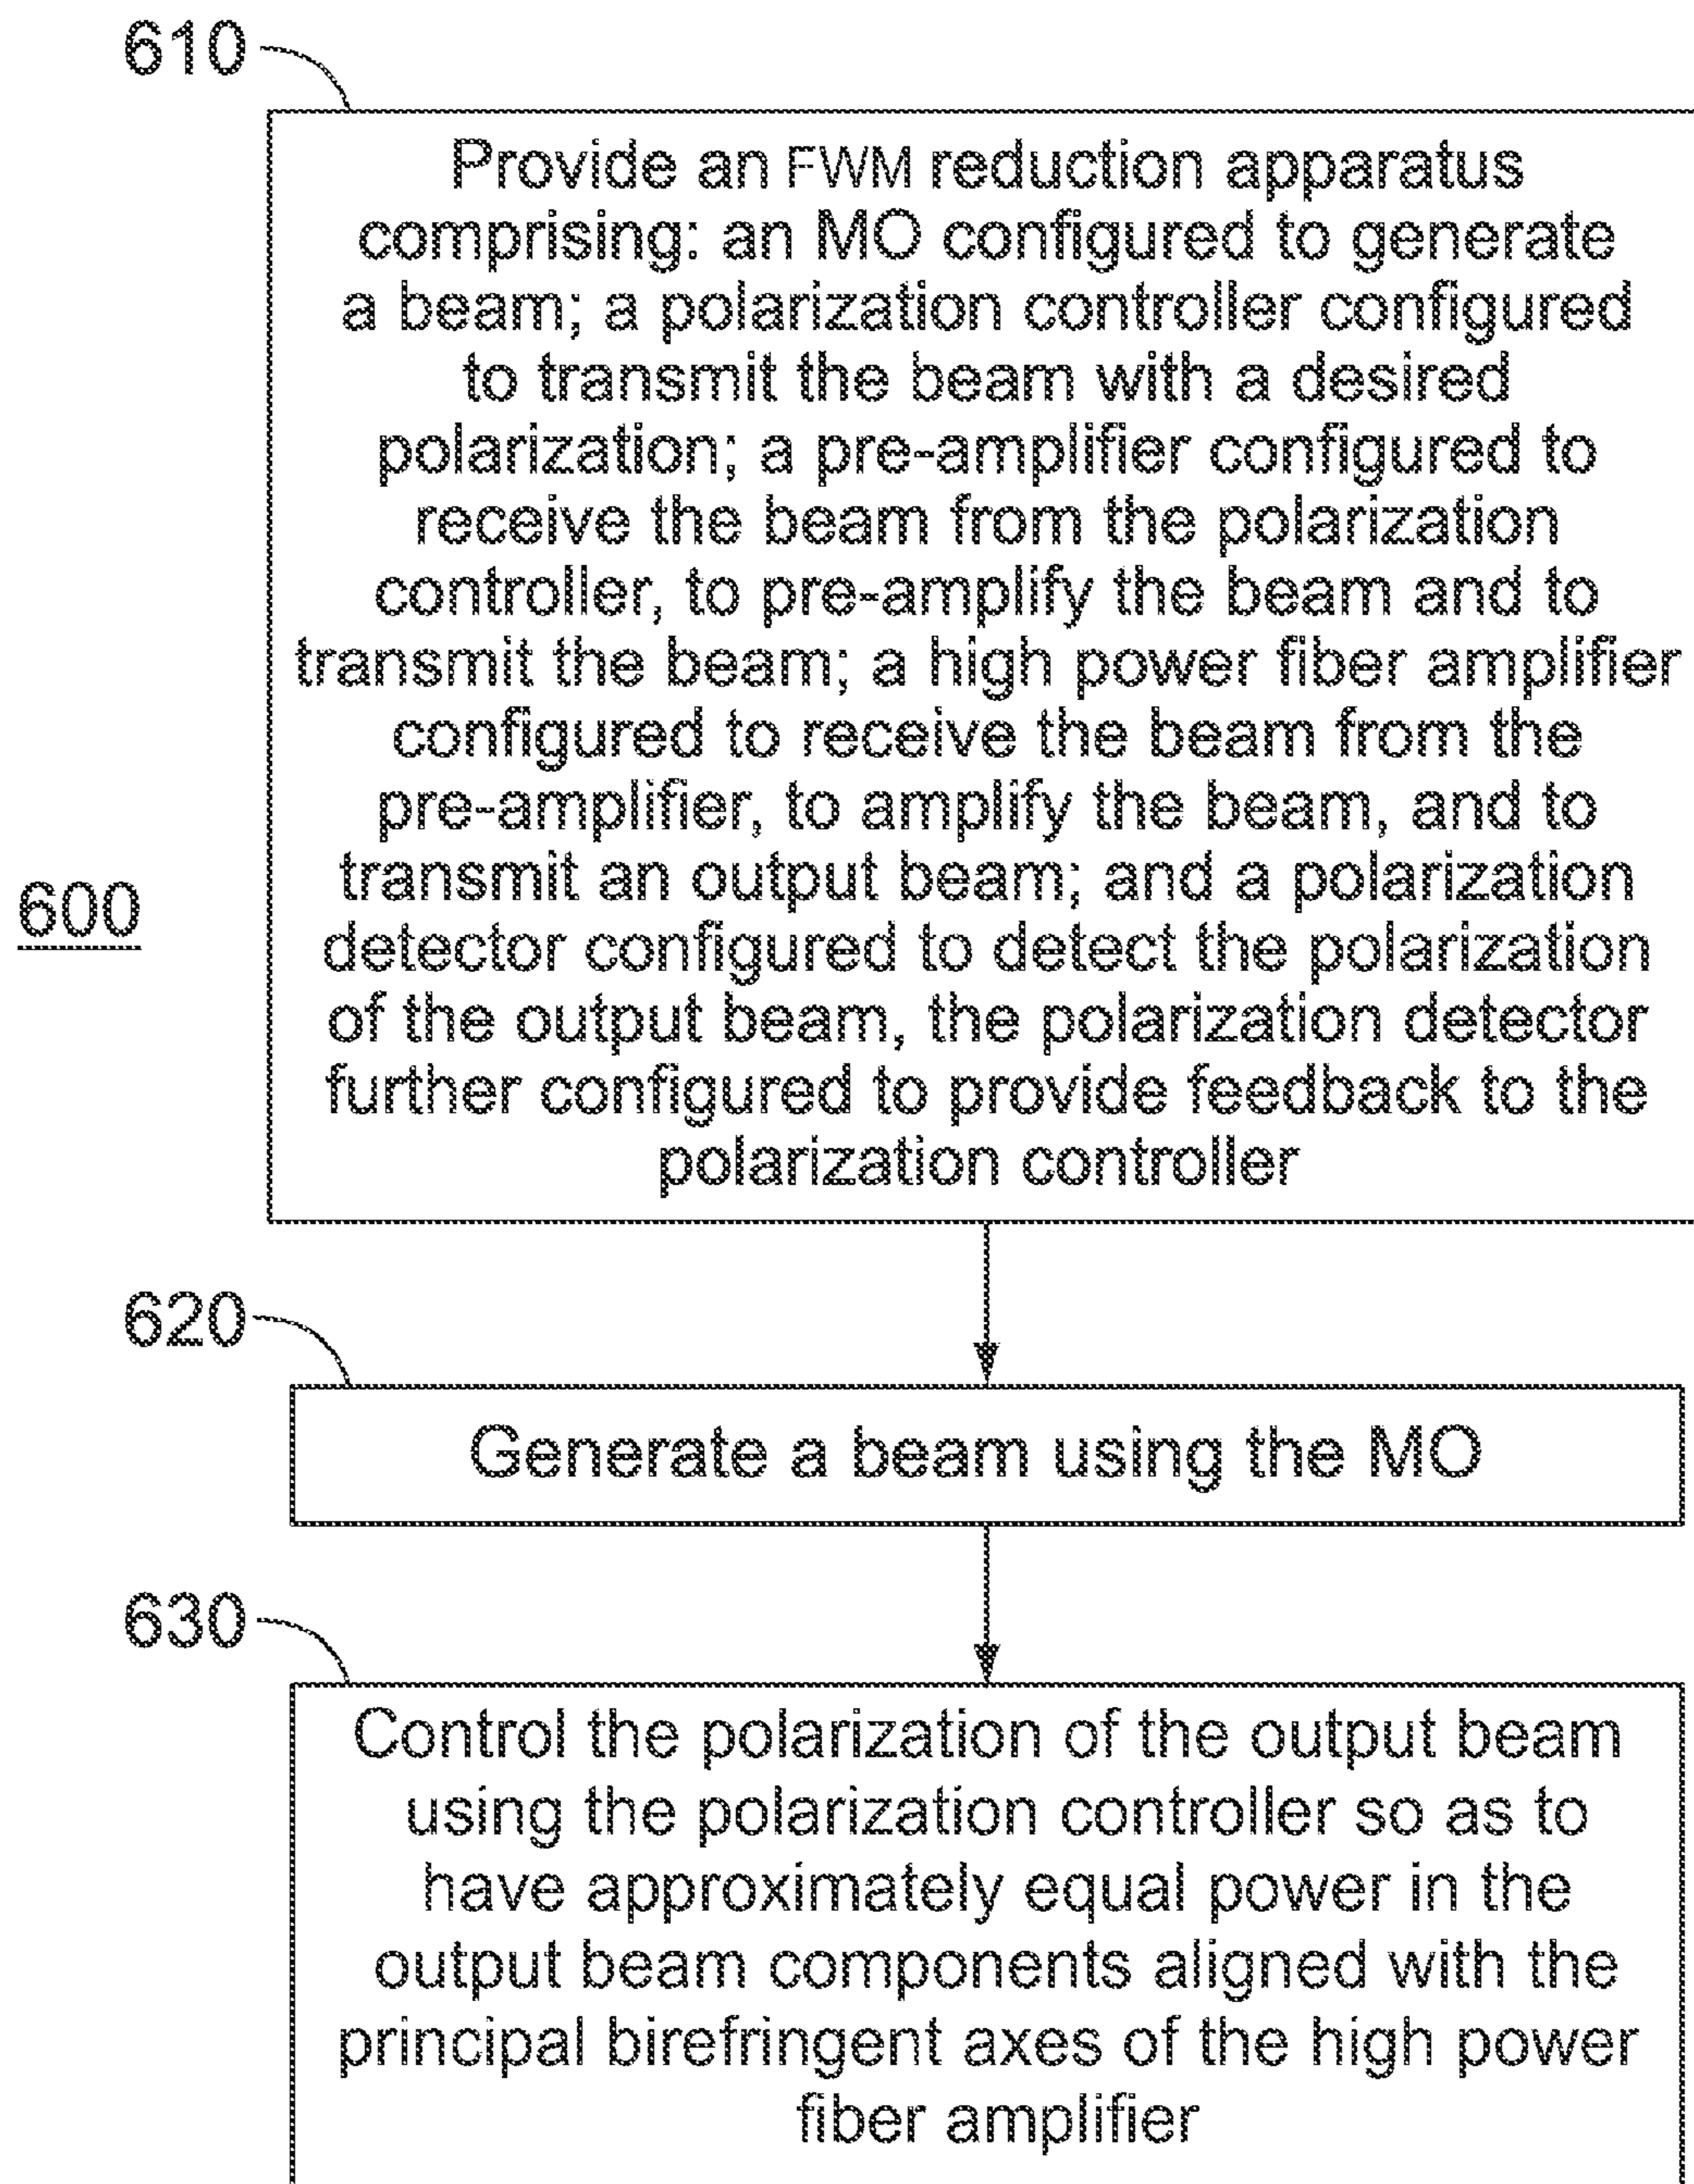 610
Provide an FWM reduction apparatus
comprising: an MO configured to generate
a beam; a polarization controller configured
to transmit the beam with a desired
polarization; a pre-amplifier configured to
receive the beam from the polarization
controller, to pre-amplify the beam and to
transmit the beam; a high power fiber amplifier
configured to receive the beam from the
pre-amplifier, to amplify the beam, and to
transmit an output beam; and a polarization
detector configured to detect the polarization
of the output beam, the polarization detector
further configured to provide feedback to the
polarization controller
600
620
Generate a beam using the MO
630
Control the polarization of the output beam
using the polarization controller so as to
have approximately equal power in the
output beam components aligned with the
principal birefringent axes of the high power
fiber amplifier